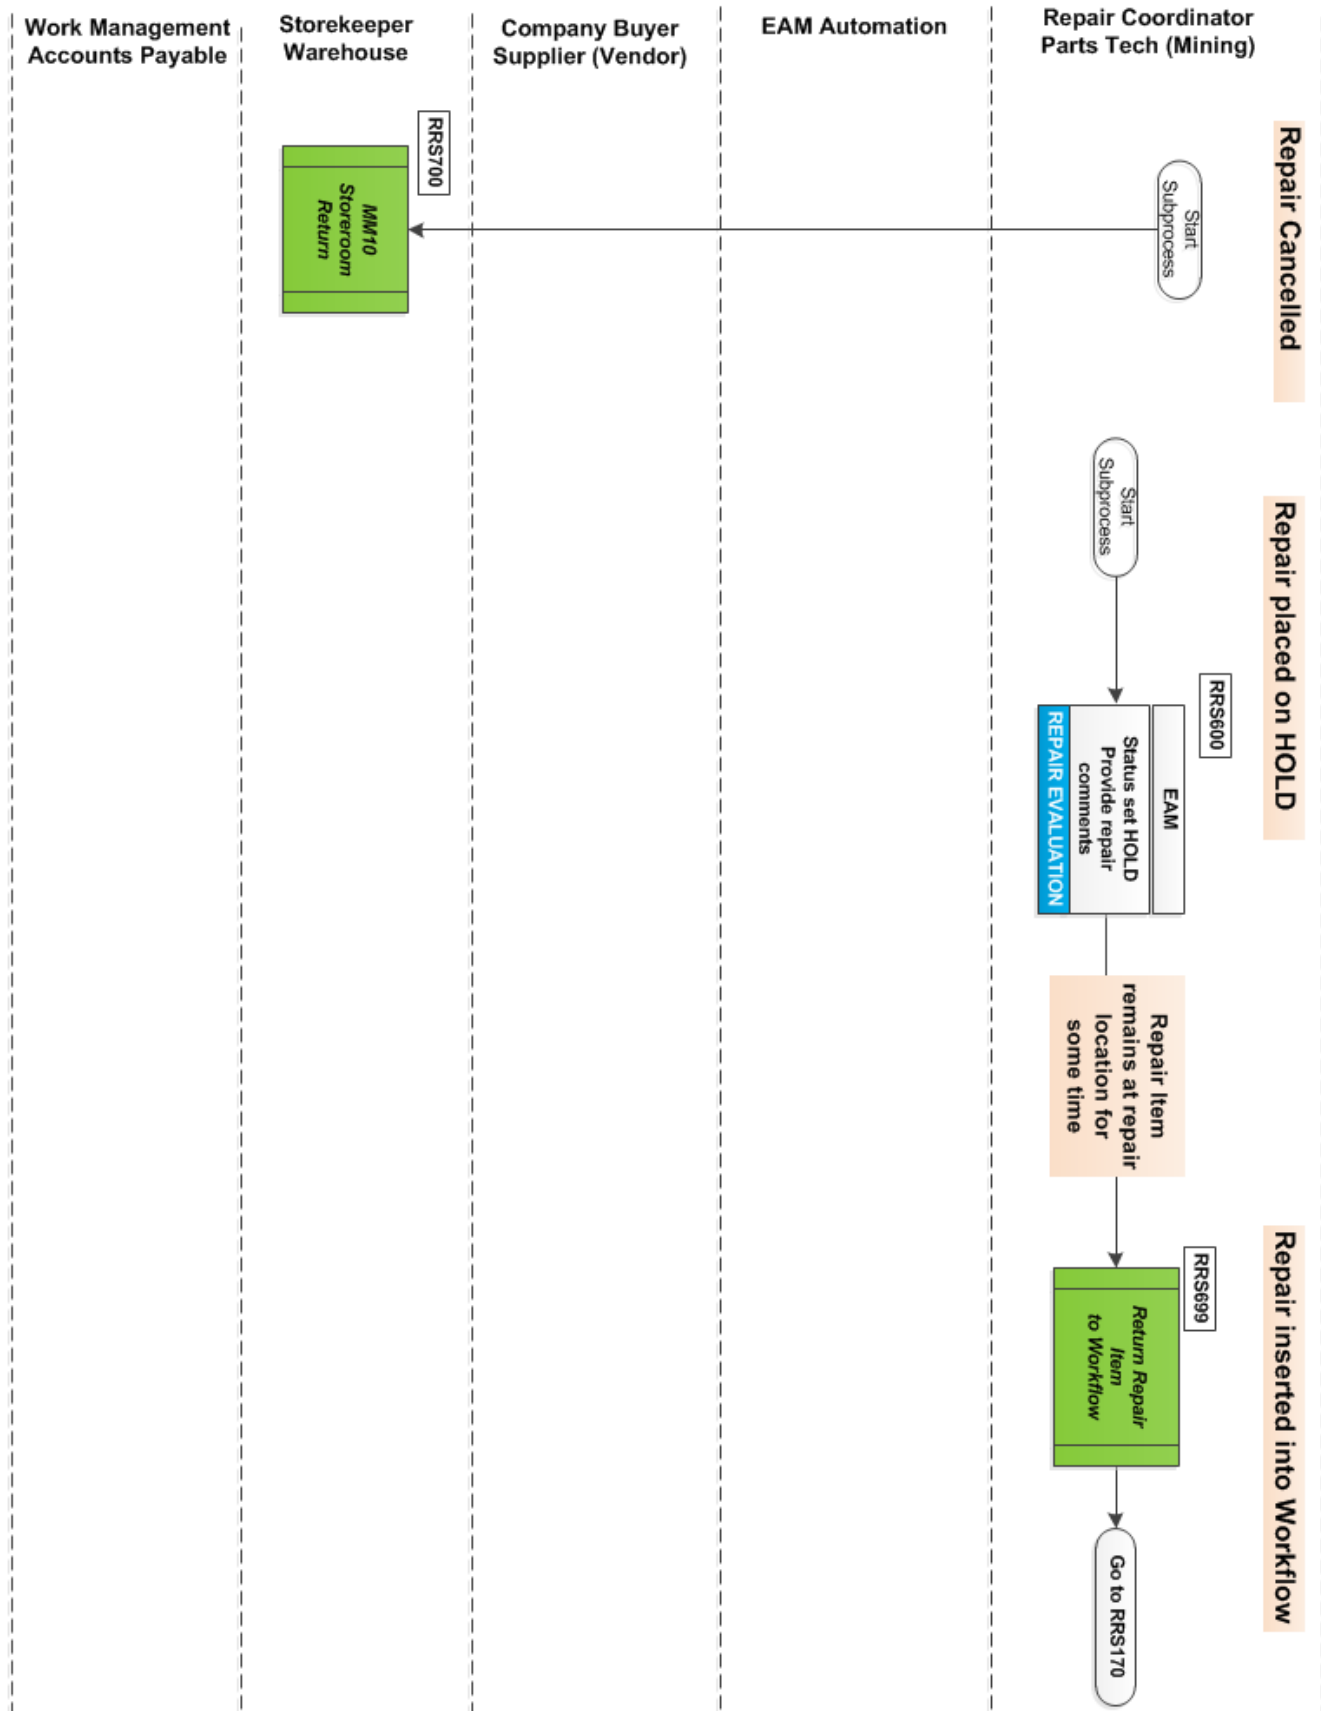 Work Management
Accounts Payable
Storekeeper
Warehouse
Company Buyer
Supplier (Vendor)
EAM Automation
Repair Coordinator
Parts Tech (Mining)
Repair Cancelled
Start
Subprocess
RRS700
MM10
Storeroom
Return
Repair placed on HOLD
Start
Subprocess
RRS600
EAM
Status set HOLD
Provide repair
comments
REPAIR EVALUATION
Repair Item
remains at repair
location for
some time
Repair inserted into Workflow
RRS699
Return Repair
Item
to Workflow
Go to RRS170